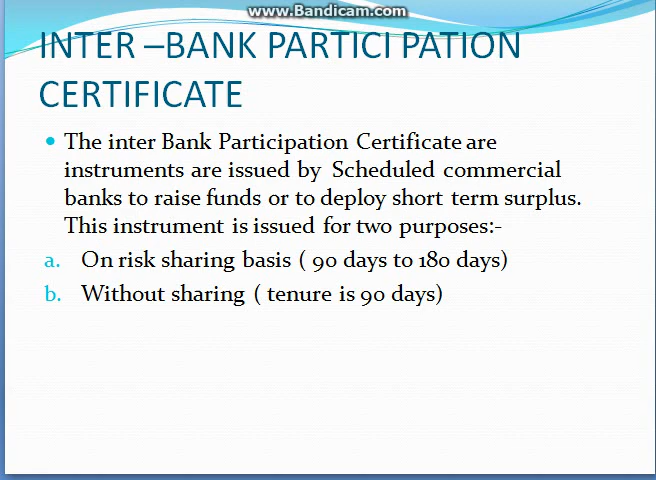 www.Bandicam.com
INTER –BANK PARTICI PATION
CERTIFICATE
• The inter Bank Participation Certificate are
instruments are issued by Scheduled commercial
banks to raise funds or to deploy short term surplus.
This instrument is issued for two purposes:-
a. On risk sharing basis ( 90 days to 180 days)
b. Without sharing ( tenure is 90 days)